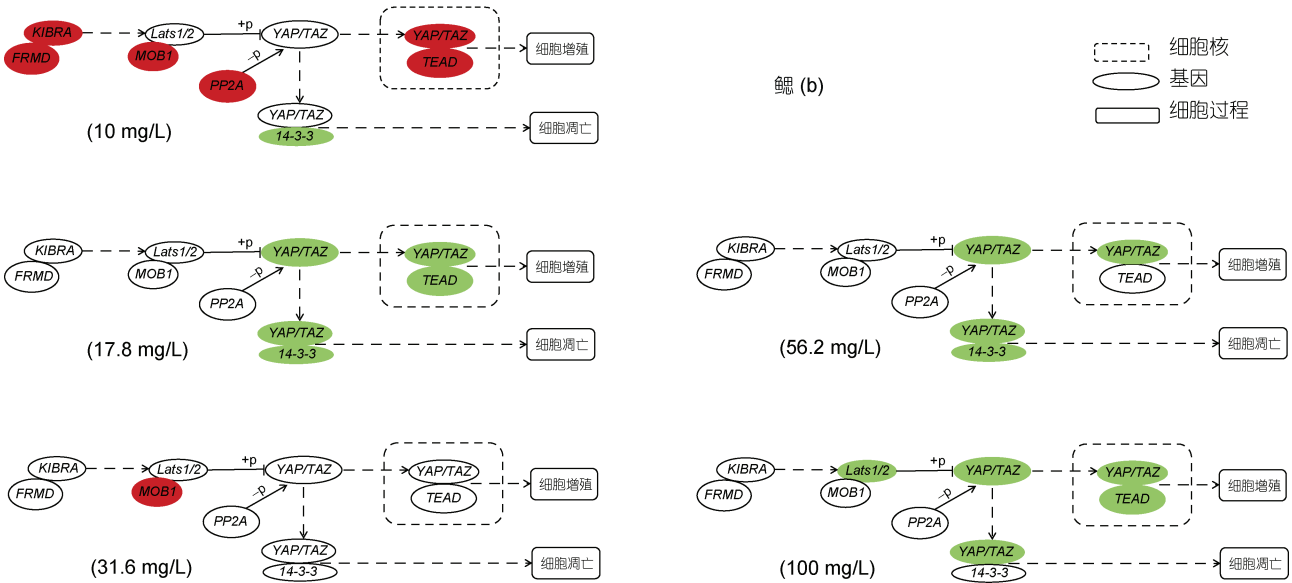 KIBRA
FRMD
Lats1/2
MOB1
+p
YAP/TAZ
–p
PP2A
YAP/TAZ
TEAD
细胞增殖
YAP/TAZ
14-3-3
细胞凋亡
(10 mg/L)
鳃 (b)
细胞核
基因
细胞过程
KIBRA
FRMD
Lats1/2
MOB1
+p
YAP/TAZ
–p
PP2A
YAP/TAZ
TEAD
细胞增殖
YAP/TAZ
14-3-3
细胞凋亡
(17.8 mg/L)
KIBRA
FRMD
Lats1/2
MOB1
+p
YAP/TAZ
–p
PP2A
YAP/TAZ
TEAD
细胞增殖
YAP/TAZ
14-3-3
细胞凋亡
(56.2 mg/L)
KIBRA
FRMD
Lats1/2
MOB1
+p
YAP/TAZ
–p
PP2A
YAP/TAZ
TEAD
细胞增殖
YAP/TAZ
14-3-3
细胞凋亡
(31.6 mg/L)
KIBRA
FRMD
Lats1/2
MOB1
+p
YAP/TAZ
–p
PP2A
YAP/TAZ
TEAD
细胞增殖
YAP/TAZ
14-3-3
细胞凋亡
(100 mg/L)